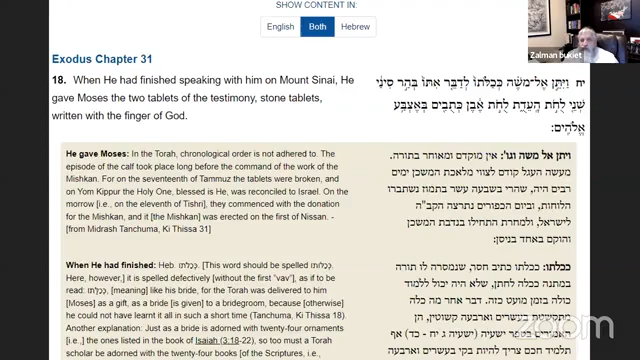 SHOW CONTENT IN:
English Both Hebrew
Exodus Chapter 31
18. When He had finished speaking with him on Mount Sinai, He
gave Moses the two tablets of the testimony, stone tablets,
written with the finger of God.
יח וַיִּתֵּן אֶל־משֶׁה כְּכַלֹּתוֹ לְדַבֵּר אִתּוֹ בְּהַר סִינַי
שְׁנֵי לֻחֹת הָעֵדֻת לֻחֹת אֶבֶן כְּתֻבִים בְּאֶצְבַּע
אֱלֹהִים:
He gave Moses: In the Torah, chronological order is not adhered to. The
episode of the calf took place long before the command of the work of the
Mishkan. For on the seventeenth of Tammuz the tablets were broken, and
on Yom Kippur the Holy One, blessed is He, was reconciled to Israel. On the
morrow [i.e., on the eleventh of Tishri], they commenced with the donation
for the Mishkan, and it [the Mishkan] was erected on the first of Nissan. -
[from Midrash Tanchuma, Ki Thissa 31]
ויתן אל משה וגו': אין מוקדם ומאוחר בתורה.
מעשה העגל קודם לצווי מלאכת המשכן ימים
רבים היה, שהרי בשבעה עשר בתמוז נשתברו
הלוחות, וביום הכפורים נתרצה הקב"ה
לישראל, ולמחרת התחילו בנדבת המשכן
והוקם באחד בניסן:
When He had finished: Heb. כְּכַלֹּתוֹ. [This word should be spelled כְּכַלּוֹתוֹ.
Here, however,] it is spelled defectively [without the first "vav"], as if to be
read: כְּכַלָּתוֹ, [meaning] like his bride, for the Torah was delivered to him
[Moses] as a gift, as a bride [is given] to a bridegroom, because [otherwise]
he could not have learned it all in such a short time (Tanchuma, Ki Thissa 18).
Another explanation: Just as a bride is adorned with twenty-four ornaments
[i.e.,] the ones listed in the book of Isaiah (3:18-22), so too must a Torah
scholar be adorned with the twenty-four books [of the Scriptures, i.e.,
ככלתו: ככלתו כתיב חסר, שנמסרה לו תורה
במתנה ככלה לחתן, שלא היה יכול ללמוד
כולה בזמן מועט כזה. דבר אחר מה כלה
מתקשטת בעשרים וארבעה קשוטין, הן
האמורים בספר ישעיה (ישעיה ג יח - כד) אף
תלמיד חכם צריך להיות בקי בעשרים וארבעה
Zalman Bukiet
zoom